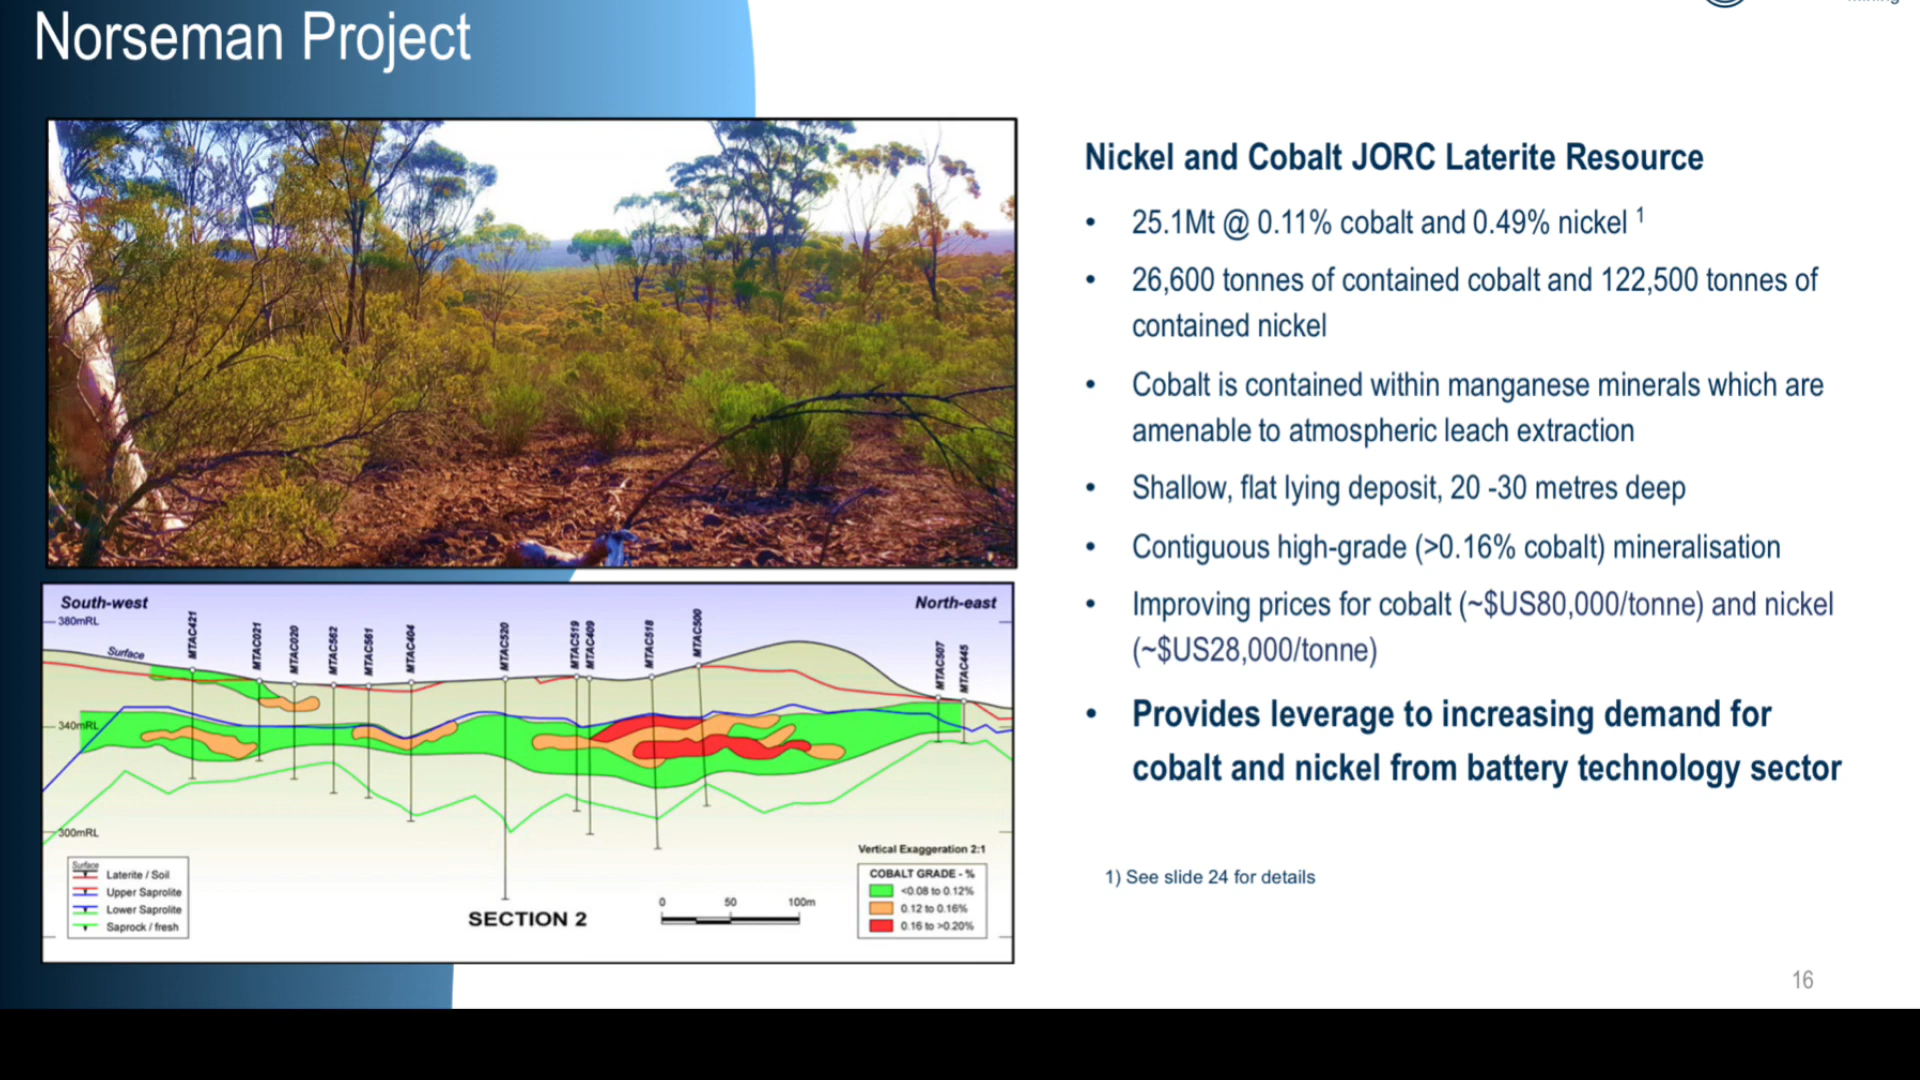 Norseman Project
Nickel and Cobalt JORC Laterite Resource
• 25.1Mt @ 0.11% cobalt and 0.49% nickel 1
• 26,600 tonnes of contained cobalt and 122,500 tonnes of
contained nickel
• Cobalt is contained within manganese minerals which are
amenable to atmospheric leach extraction
• Shallow, flat lying deposit, 20 -30 metres deep
• Contiguous high-grade (>0.16% cobalt) mineralisation
• Improving prices for cobalt (~$US80,000/tonne) and nickel
(~$US28,000/tonne)
• Provides leverage to increasing demand for
cobalt and nickel from battery technology sector
1) See slide 24 for details
16
South-west
North-east
380mRL
Surface
MTAC421
MTAC021
MTAC020
MTAC562
MTAC561
MTAC404
MTAC520
MTAC519
MTAC409
MTAC518
MTAC500
MTAC507
MTAC445
340mRL
300mRL
Surface
Laterite / Soil
Upper Saprolite
Lower Saprolite
Saprock / fresh
SECTION 2
0 50 100m
Vertical Exaggeration 2:1
COBALT GRADE - %
<0.08 to 0.12%
0.12 to 0.16%
0.16 to >0.20%